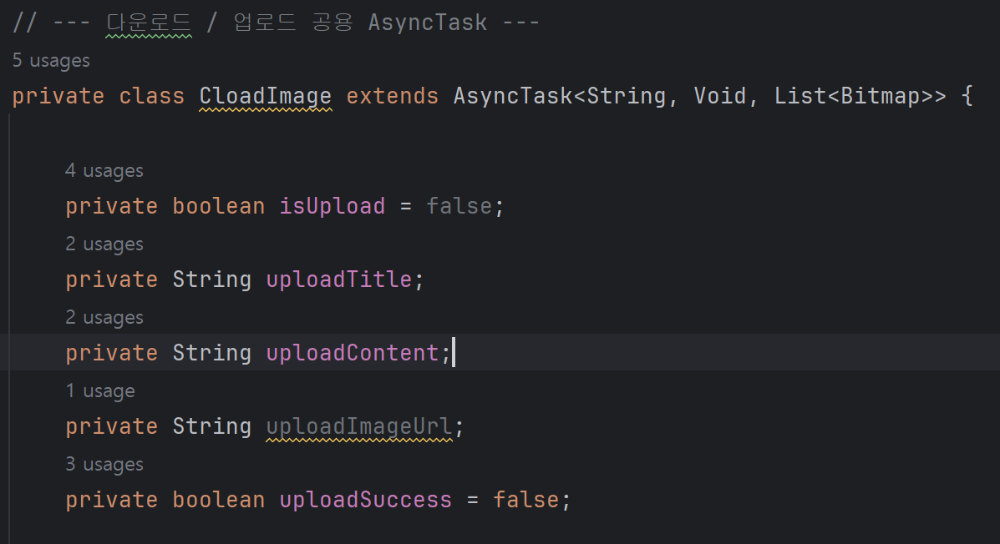 // --- 다운로드 / 업로드 공용 AsyncTask ---
5 usages
private class CloadImage extends AsyncTask<String, Void, List<Bitmap>> {
4 usages
private boolean isUpload = false;
2 usages
private String uploadTitle;
2 usages
private String uploadContent;
1 usage
private String uploadImageUrl;
3 usages
private boolean uploadSuccess = false;